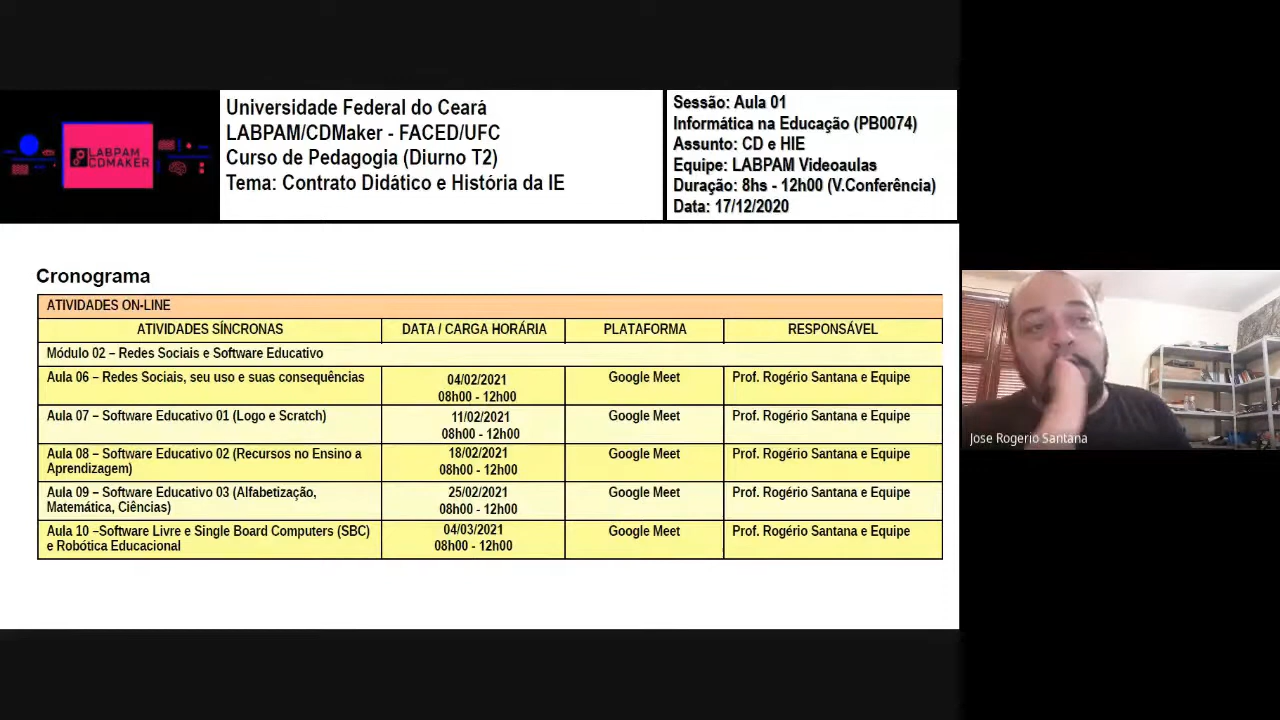 LABPAM
CDMAKER
Universidade Federal do Ceará
LABPAM/CDMaker - FACED/UFC
Curso de Pedagogia (Diurno T2)
Tema: Contrato Didático e História da IE
Sessão: Aula 01
Informática na Educação (PB0074)
Assunto: CD e HIE
Equipe: LABPAM Videoaulas
Duração: 8hs - 12h00 (V.Conferência)
Data: 17/12/2020
Cronograma
ATIVIDADES ON-LINE
ATIVIDADES SÍNCRONAS DATA / CARGA HORÁRIA PLATAFORMA RESPONSÁVEL
Módulo 02 – Redes Sociais e Software Educativo
Aula 06 – Redes Sociais, seu uso e suas consequências 04/02/2021 Google Meet Prof. Rogério Santana e Equipe
08h00 - 12h00
Aula 07 – Software Educativo 01 (Logo e Scratch) 11/02/2021 Google Meet Prof. Rogério Santana e Equipe
08h00 - 12h00
Aula 08 – Software Educativo 02 (Recursos no Ensino a 18/02/2021 Google Meet Prof. Rogério Santana e Equipe
Aprendizagem) 08h00 - 12h00
Aula 09 – Software Educativo 03 (Alfabetização, 25/02/2021 Google Meet Prof. Rogério Santana e Equipe
Matemática, Ciências) 08h00 - 12h00
Aula 10 –Software Livre e Single Board Computers (SBC) 04/03/2021 Google Meet Prof. Rogério Santana e Equipe
e Robótica Educacional 08h00 - 12h00
Jose Rogerio Santana